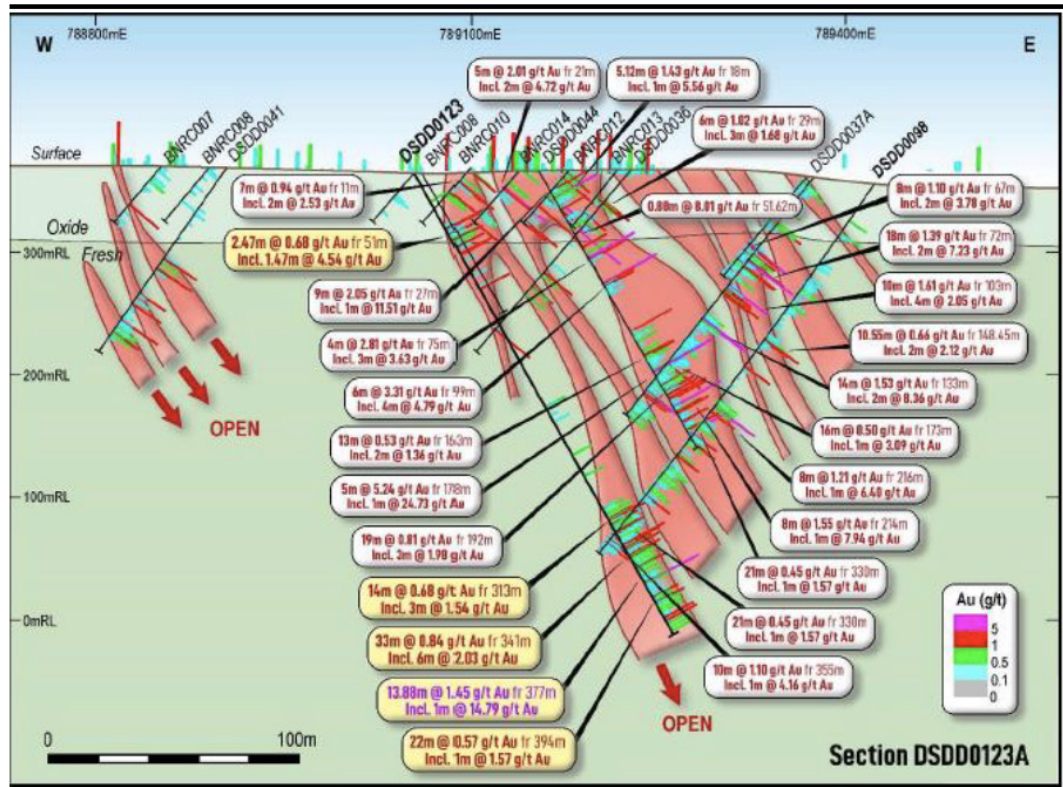 788800mE
789100mE
789400mE
W
E
5m @ 2.01 g/t Au fr 21m
Incl. 2m @ 4.72 g/t Au
5.12m @ 1.43 g/t Au fr 18m
Incl. 1m @ 5.56 g/t Au
6m @ 1.02 g/t Au fr 29m
Incl. 3m @ 1.68 g/t Au
BNRC007
BNRC008
DSDD0041
DSDD0123
BNRC008
BNRC010
BNRC014
DSDD0044
BNRC012
BNRC013
DSDD0036
DSDD0037A
DSDD0098
Surface
7m @ 0.94 g/t Au fr 11m
Incl. 2m @ 2.53 g/t Au
0.88m @ 8.01 g/t Au fr 51.62m
8m @ 1.10 g/t Au fr 67m
Incl. 2m @ 3.78 g/t Au
Oxide
Fresh
300mRL
2.47m @ 0.68 g/t Au fr 51m
Incl. 1.47m @ 4.54 g/t Au
18m @ 1.39 g/t Au fr 72m
Incl. 2m @ 7.23 g/t Au
9m @ 2.05 g/t Au fr 27m
Incl. 1m @ 11.51 g/t Au
10m @ 1.61 g/t Au fr 103m
Incl. 4m @ 2.05 g/t Au
4m @ 2.81 g/t Au fr 75m
Incl. 3m @ 3.63 g/t Au
10.55m @ 0.66 g/t Au fr 148.45m
Incl. 2m @ 2.12 g/t Au
200mRL
6m @ 3.31 g/t Au fr 99m
Incl. 4m @ 4.79 g/t Au
14m @ 1.53 g/t Au fr 133m
Incl. 2m @ 8.36 g/t Au
OPEN
13m @ 0.53 g/t Au fr 163m
Incl. 2m @ 1.36 g/t Au
16m @ 0.50 g/t Au fr 173m
Incl. 1m @ 3.09 g/t Au
5m @ 5.24 g/t Au fr 178m
Incl. 1m @ 24.73 g/t Au
8m @ 1.21 g/t Au fr 216m
Incl. 1m @ 6.40 g/t Au
100mRL
19m @ 0.81 g/t Au fr 192m
Incl. 3m @ 1.98 g/t Au
8m @ 1.55 g/t Au fr 214m
Incl. 1m @ 7.94 g/t Au
14m @ 0.68 g/t Au fr 313m
Incl. 3m @ 1.54 g/t Au
21m @ 0.45 g/t Au fr 330m
Incl. 1m @ 1.57 g/t Au
0mRL
33m @ 0.84 g/t Au fr 341m
Incl. 6m @ 2.03 g/t Au
21m @ 0.45 g/t Au fr 330m
Incl. 1m @ 1.57 g/t Au
13.88m @ 1.45 g/t Au fr 377m
Incl. 1m @ 14.79 g/t Au
10m @ 1.10 g/t Au fr 355m
Incl. 1m @ 4.16 g/t Au
22m @ 0.57 g/t Au fr 394m
Incl. 1m @ 1.57 g/t Au
OPEN
Au (g/t)
5
1
0.5
0.1
0
0
100m
Section DSDD0123A